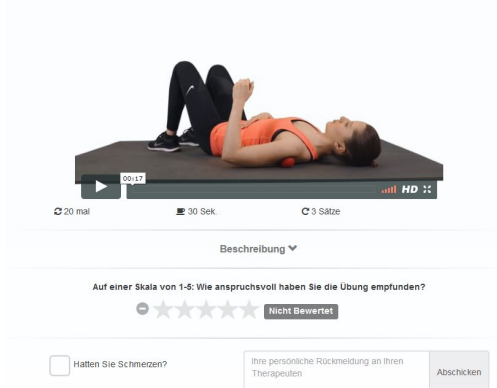 00:17
HD
20 mal
30 Sek.
3 Sätze
Beschreibung
Auf einer Skala von 1-5: Wie anspruchsvoll haben Sie die Übung empfunden?
Nicht Bewertet
Hatten Sie Schmerzen?
Ihre persönliche Rückmeldung an Ihren
Therapeuten
Abschicken